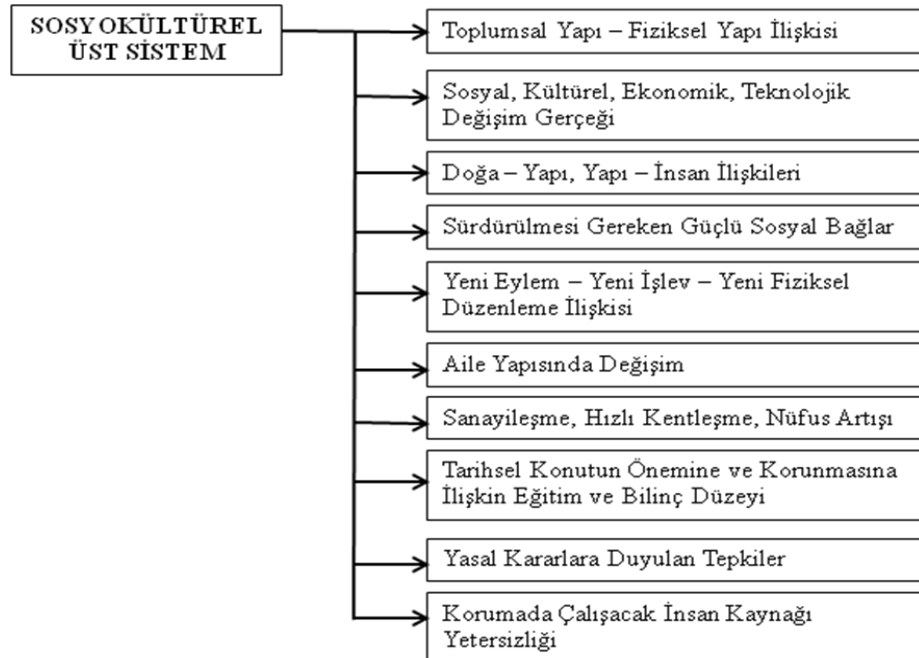 SOSYOKÜLTÜREL
ÜST SİSTEM
Toplumsal Yapı – Fiziksel Yapı İlişkisi
Sosyal, Kültürel, Ekonomik, Teknolojik
Değişim Gerçeği
Doğa – Yapı, Yapı – İnsan İlişkileri
Sürdürülmesi Gereken Güçlü Sosyal Bağlar
Yeni Eylem – Yeni İşlev – Yeni Fiziksel
Düzenleme İlişkisi
Aile Yapısında Değişim
Sanayileşme, Hızlı Kentleşme, Nüfus Artışı
Tarihsel Konutun Önemine ve Korunmasına
İlişkin Eğitim ve Bilinç Düzeyi
Yasal Kararlara Duyulan Tepkiler
Korumada Çalışacak İnsan Kaynağı
Yetersizliği